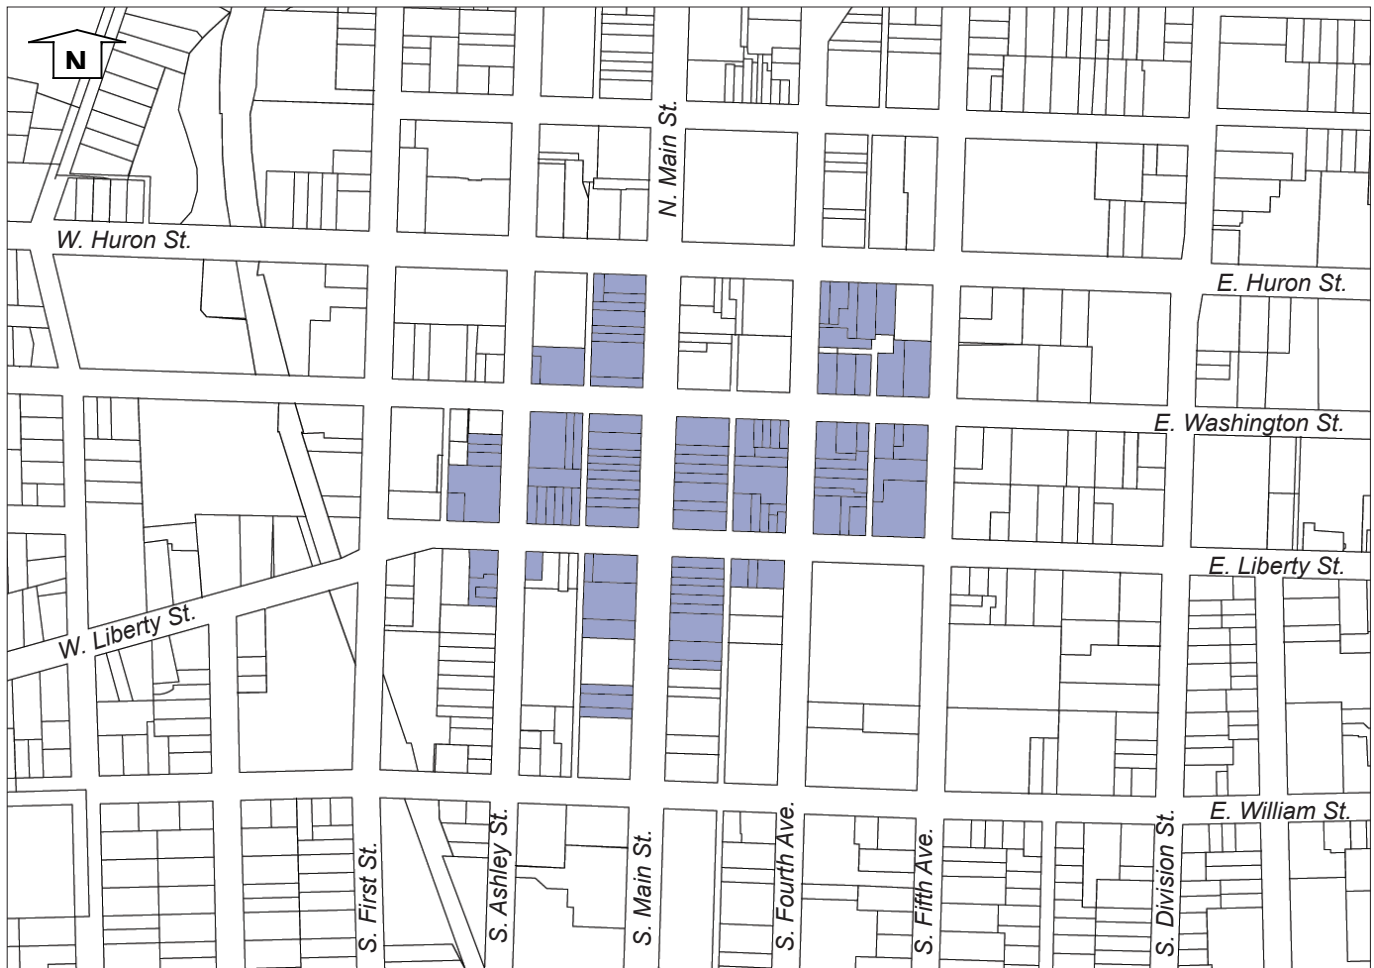 N
N. Main St.
W. Huron St.
E. Huron St.
E. Washington St.
E. Liberty St.
W. Liberty St.
E. William St.
S. First St.
S. Ashley St.
S. Main St.
S. Fourth Ave.
S. Fifth Ave.
S. Division St.